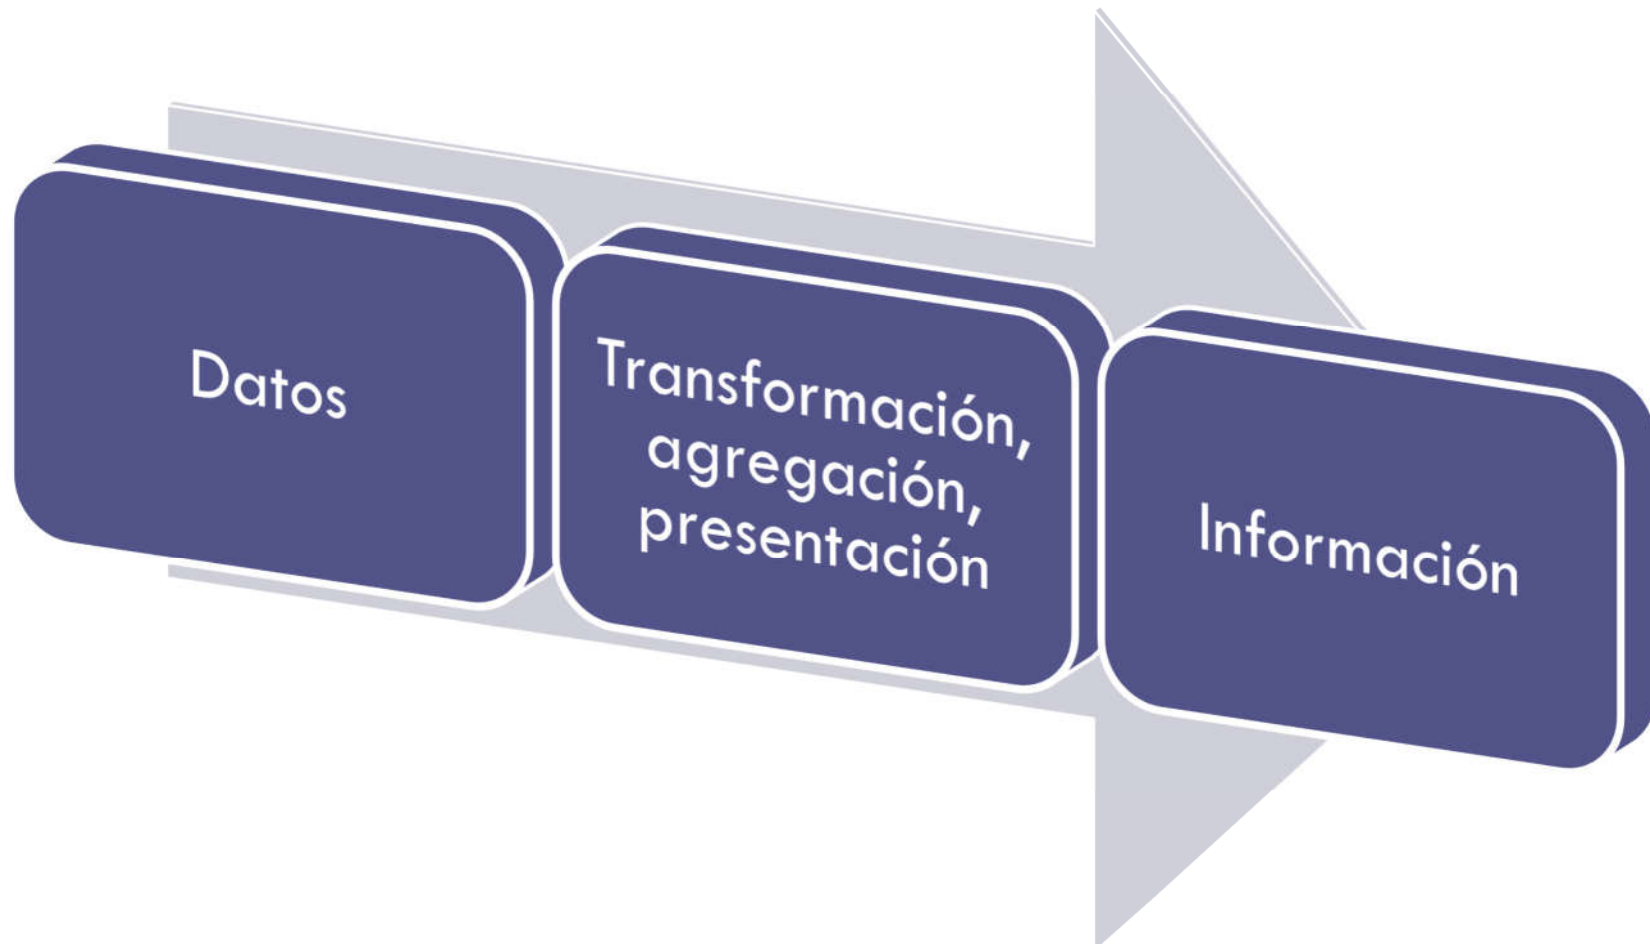 Datos
Transformación,
agregación,
presentación
Información